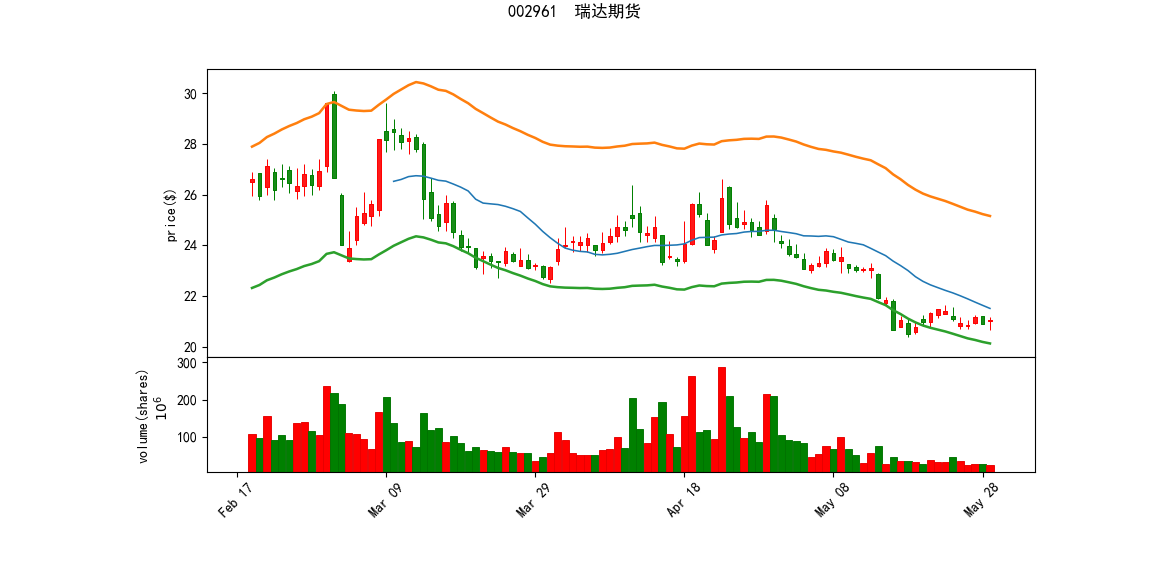 002961 瑞达期货
price($)
30
28
26
24
22
20
volume(shares)
10^6
300
200
100
Feb 17
Mar 09
Mar 29
Apr 18
May 08
May 28